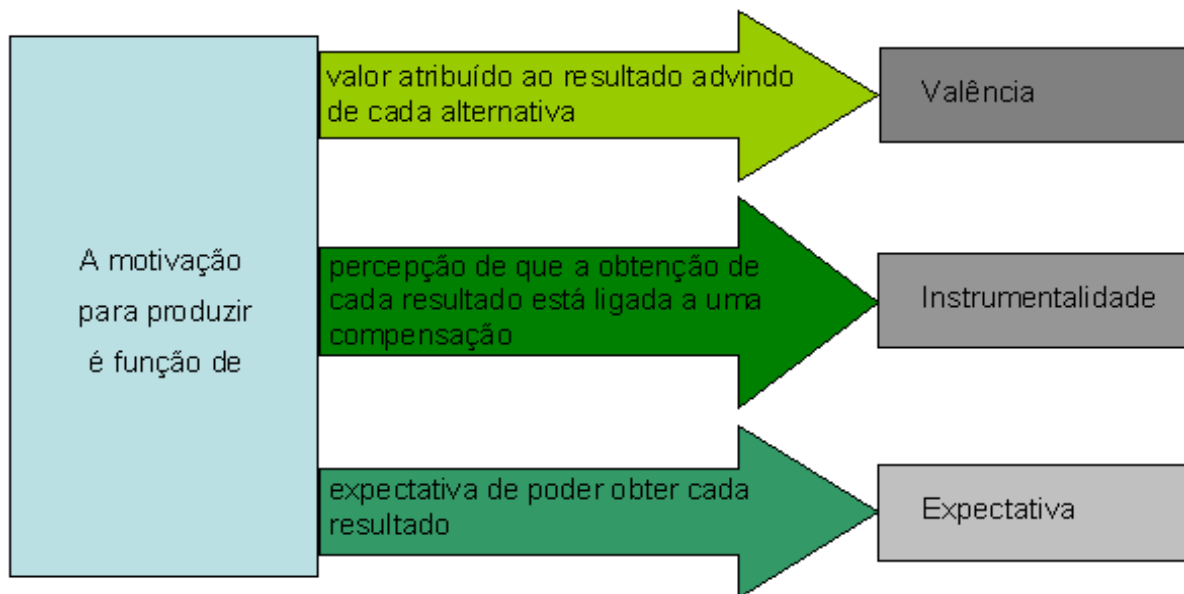 valor atribuído ao resultado advindo
de cada alternativa
Valência
A motivação
para produzir
é função de
percepção de que a obtenção de
cada resultado está ligada a uma
compensação
Instrumentalidade
expectativa de poder obter cada
resultado
Expectativa